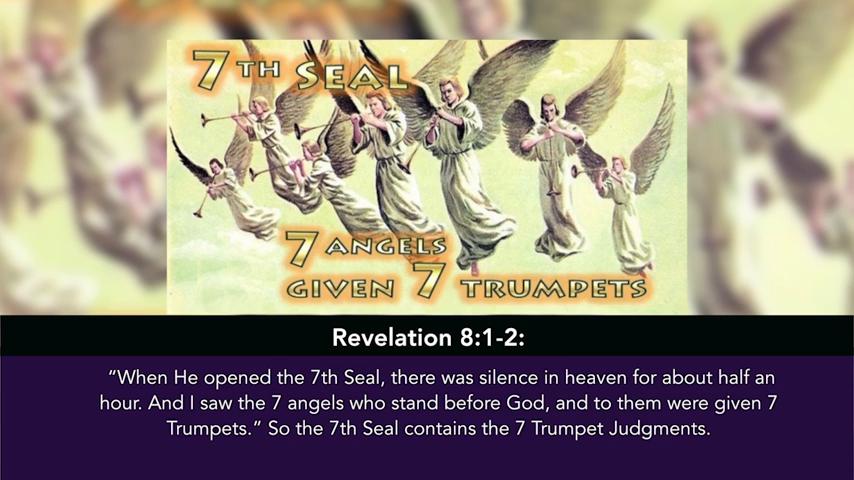 7TH SEAL
7 ANGELS
GIVEN 7 TRUMPETS
Revelation 8:1-2:
“When He opened the 7th Seal, there was silence in heaven for about half an
hour. And I saw the 7 angels who stand before God, and to them were given 7
Trumpets.” So the 7th Seal contains the 7 Trumpet Judgments.